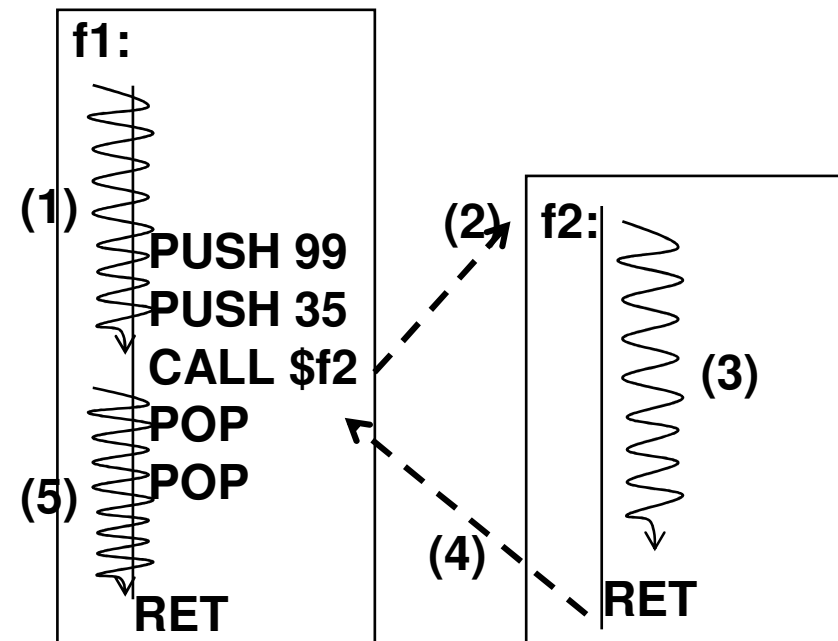 f1:
(1)
PUSH 99
PUSH 35
CALL $f2
POP
POP
(5)
RET
(2)
f2:
(3)
(4)
RET